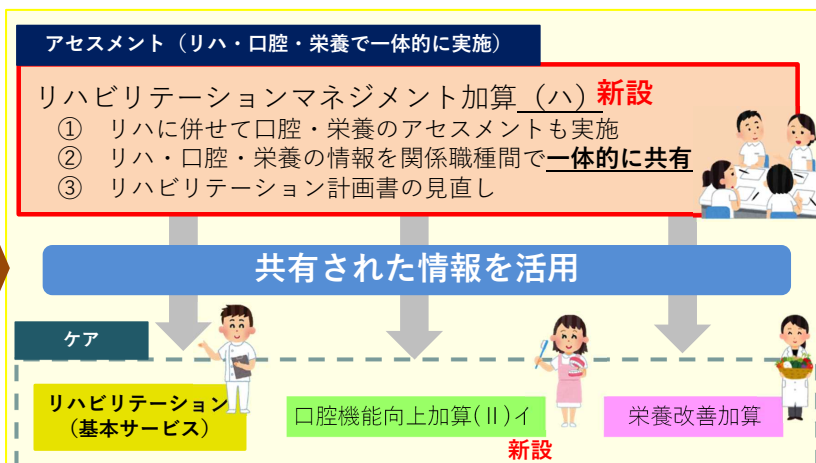 アセスメント（リハ・口腔・栄養で一体的に実施）
リハビリテーションマネジメント加算（ハ）新設
① リハに併せて口腔・栄養のアセスメントも実施
② リハ・口腔・栄養の情報を関係職種間で一体的に共有
③ リハビリテーション計画書の見直し
共有された情報を活用
ケア
リハビリテーション
（基本サービス）
口腔機能向上加算(Ⅱ)イ
新設
栄養改善加算